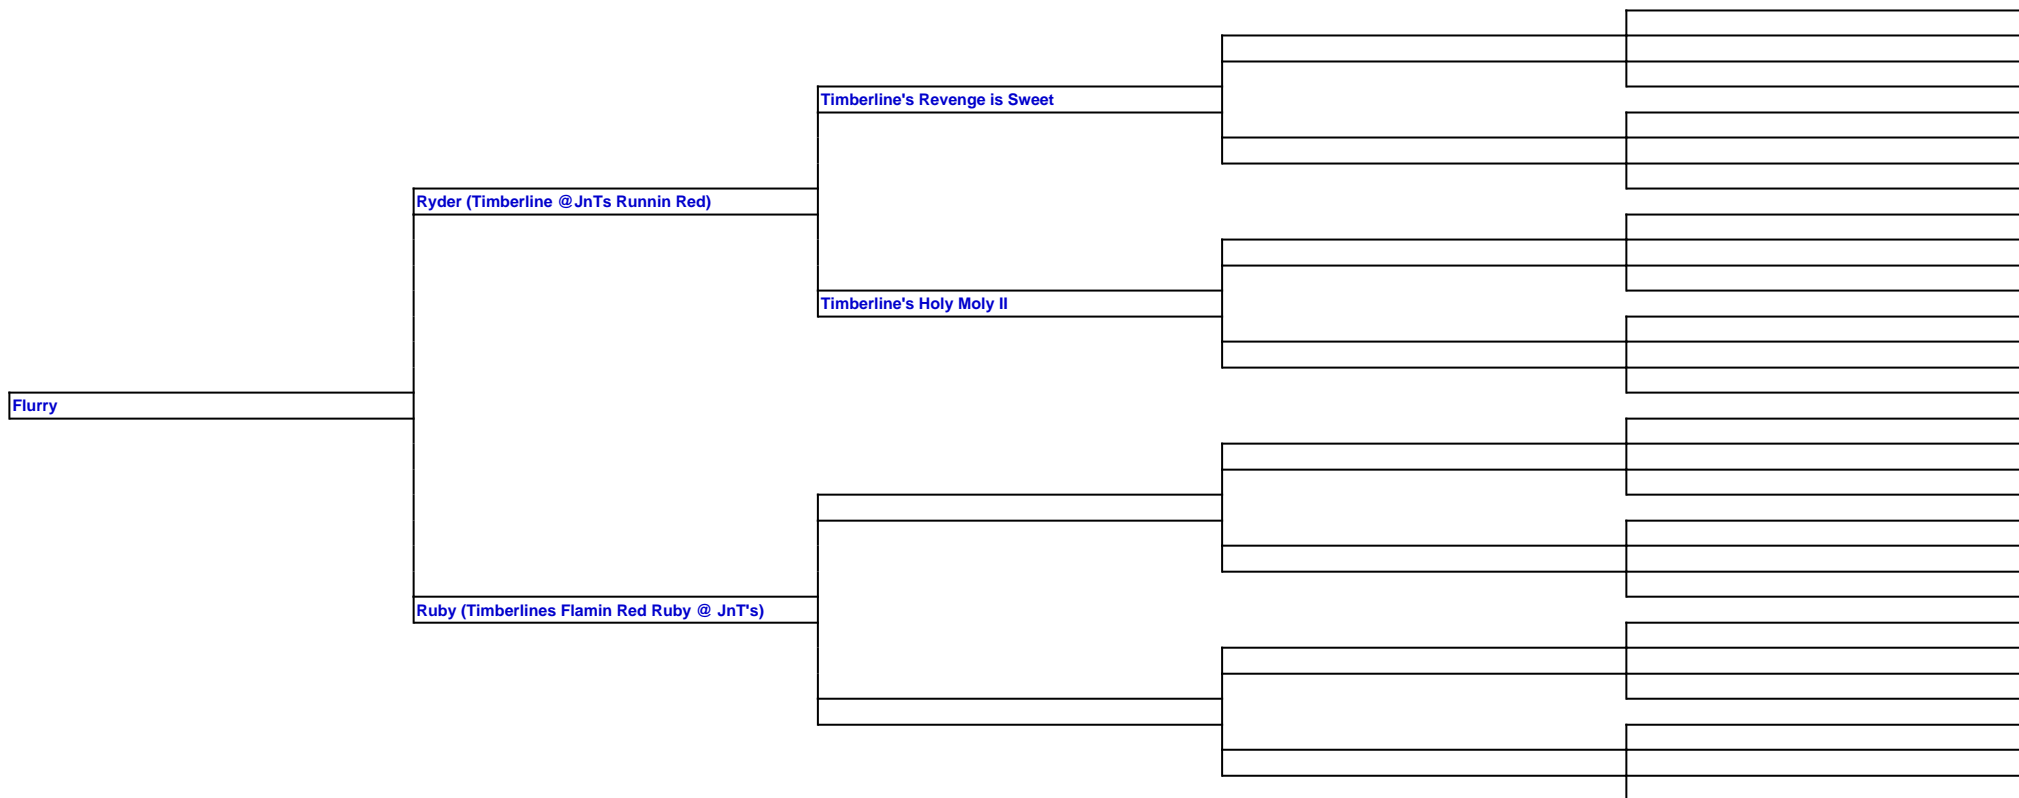 Timberline's Revenge is Sweet
Ryder (Timberline @JnTs Runnin Red)
Timberline's Holy Moly II
Flurry
Ruby (Timberlines Flamin Red Ruby @ JnT's)